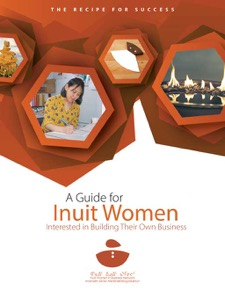 THE RECIPE FOR SUCCESS
A Guide for
Inuit Women
Interested in Building Their Own Business